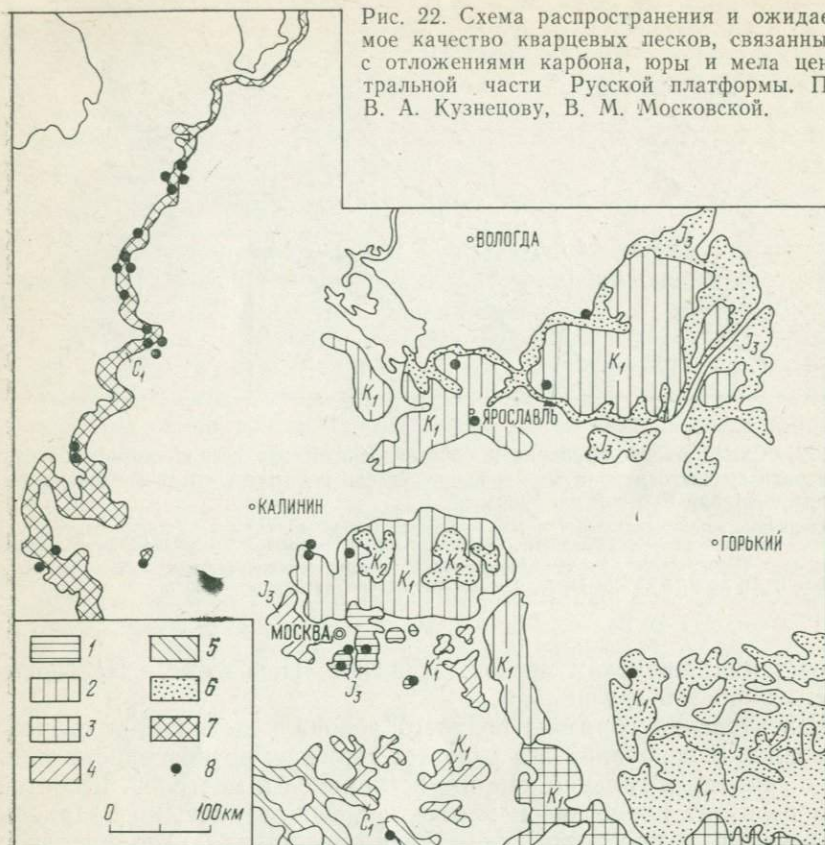 Рис. 22. Схема распространения и ожидае-
мое качество кварцевых песков, связанны
с отложениями карбона, юры и мела цен-
тральной части Русской платформы. П
В. А. Кузнецову, В. М. Московской.
J₃
ВОЛОГДА
K₁
J₃
C₁
K₁
K₁
ЯРОСЛАВЛЬ
J₃
КАЛИНИН
ГОРЬКИЙ
K₂
K₂
K₁
J₃
МОСКВА
K₁
K₁
J₃
K₁
K₁
J₃
K₁
K₁
C₁
1
5
2
6
3
7
4
8
0 100км